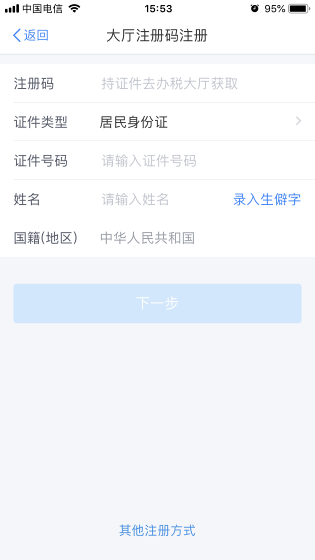 中国电信 15:53 95%
返回 大厅注册码注册
注册码 持证件去办税大厅获取
证件类型 居民身份证
证件号码 请输入证件号码
姓名 请输入姓名 录入生僻字
国籍(地区) 中华人民共和国
下一步
其他注册方式